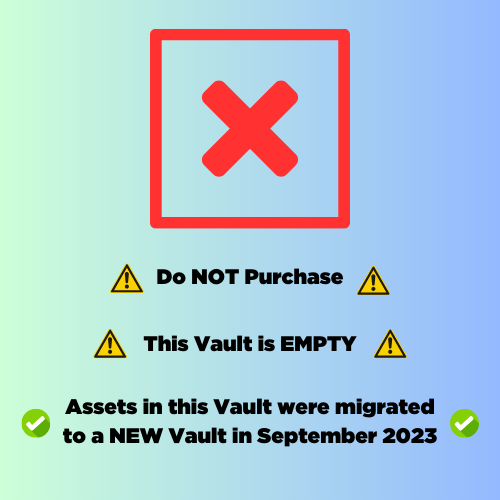 Do NOT Purchase
This Vault is EMPTY
Assets in this Vault were migrated
to a NEW Vault in September 2023